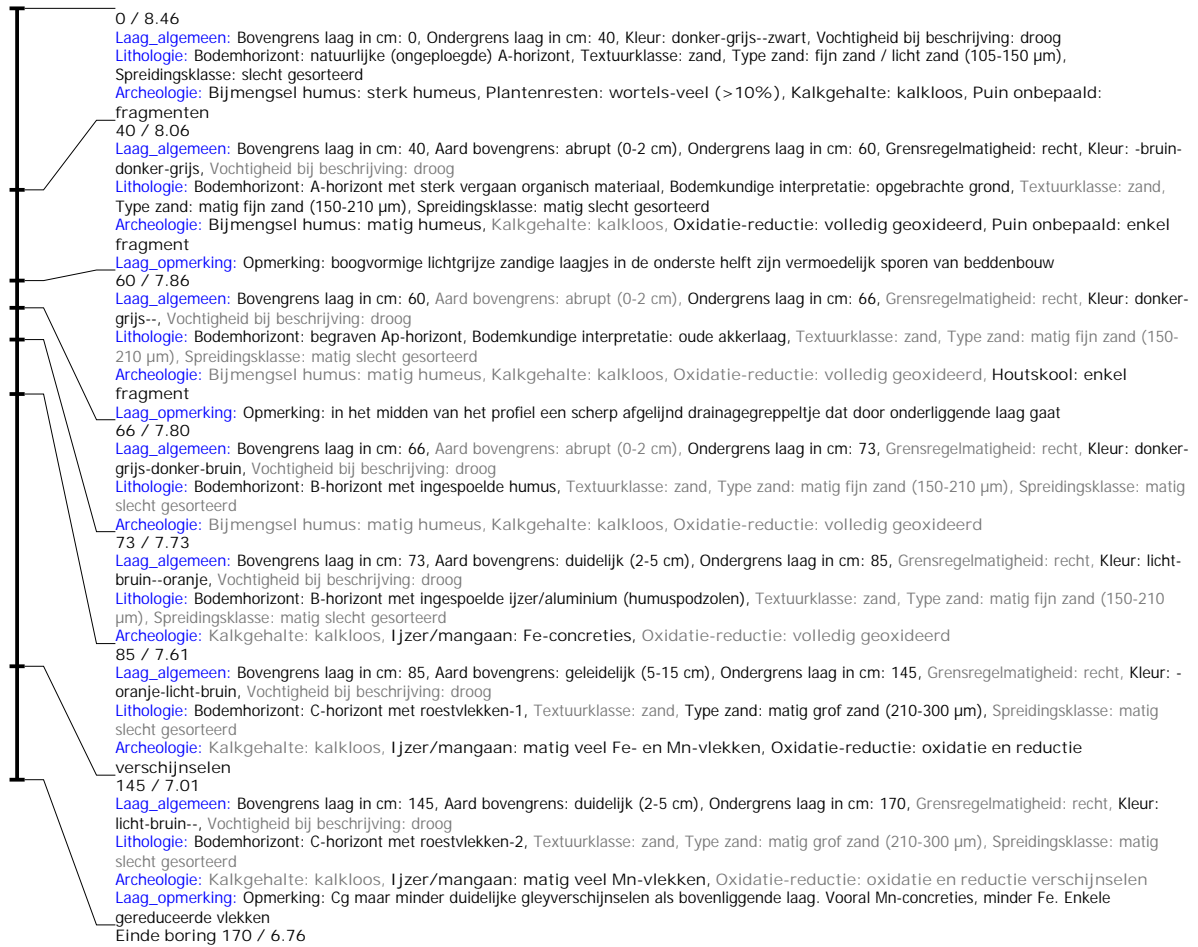 0 / 8.46
Laag_algemeen: Bovengrens laag in cm: 0, Ondergrens laag in cm: 40, Kleur: donker-grijs--zwart, Vochtigheid bij beschrijving: droog
Lithologie: Bodemhorizont: natuurlijke (ongeploegde) A-horizont, Textuurklasse: zand, Type zand: fijn zand / licht zand (105-150 µm),
Spreidingsklasse: slecht gesorteerd
Archeologie: Bijmengsel humus: sterk humeus, Plantenresten: wortels-veel (>10%), Kalkgehalte: kalkloos, Puin onbepaald:
fragmenten
40 / 8.06
Laag_algemeen: Bovengrens laag in cm: 40, Aard bovengrens: abrupt (0-2 cm), Ondergrens laag in cm: 60, Grensregelmatigheid: recht, Kleur: -bruin-
donker-grijs, Vochtigheid bij beschrijving: droog
Lithologie: Bodemhorizont: A-horizont met sterk vergaan organisch materiaal, Bodemkundige interpretatie: opgebrachte grond, Textuurklasse: zand,
Type zand: matig fijn zand (150-210 µm), Spreidingsklasse: matig slecht gesorteerd
Archeologie: Bijmengsel humus: matig humeus, Kalkgehalte: kalkloos, Oxidatie-reductie: volledig geoxideerd, Puin onbepaald: enkel
fragment
Laag_opmerking: Opmerking: boogvormige lichtgrijze zandige laagjes in de onderste helft zijn vermoedelijk sporen van beddenbouw
60 / 7.86
Laag_algemeen: Bovengrens laag in cm: 60, Aard bovengrens: abrupt (0-2 cm), Ondergrens laag in cm: 66, Grensregelmatigheid: recht, Kleur: donker-
grijs--, Vochtigheid bij beschrijving: droog
Lithologie: Bodemhorizont: begraven Ap-horizont, Bodemkundige interpretatie: oude akkerlaag, Textuurklasse: zand, Type zand: matig fijn zand (150-
210 µm), Spreidingsklasse: matig slecht gesorteerd
Archeologie: Bijmengsel humus: matig humeus, Kalkgehalte: kalkloos, Oxidatie-reductie: volledig geoxideerd, Houtskool: enkel
fragment
Laag_opmerking: Opmerking: in het midden van het profiel een scherp afgelijnd drainagegreppeltje dat door onderliggende laag gaat
66 / 7.80
Laag_algemeen: Bovengrens laag in cm: 66, Aard bovengrens: abrupt (0-2 cm), Ondergrens laag in cm: 73, Grensregelmatigheid: recht, Kleur: donker-
grijs-donker-bruin, Vochtigheid bij beschrijving: droog
Lithologie: Bodemhorizont: B-horizont met ingespoelde humus, Textuurklasse: zand, Type zand: matig fijn zand (150-210 µm), Spreidingsklasse: matig
slecht gesorteerd
Archeologie: Bijmengsel humus: matig humeus, Kalkgehalte: kalkloos, Oxidatie-reductie: volledig geoxideerd
73 / 7.73
Laag_algemeen: Bovengrens laag in cm: 73, Aard bovengrens: duidelijk (2-5 cm), Ondergrens laag in cm: 85, Grensregelmatigheid: recht, Kleur: licht-
bruin--oranje, Vochtigheid bij beschrijving: droog
Lithologie: Bodemhorizont: B-horizont met ingespoelde ijzer/aluminium (humuspodzolen), Textuurklasse: zand, Type zand: matig fijn zand (150-210
µm), Spreidingsklasse: matig slecht gesorteerd
Archeologie: Kalkgehalte: kalkloos, Ijzer/mangaan: Fe-concreties, Oxidatie-reductie: volledig geoxideerd
85 / 7.61
Laag_algemeen: Bovengrens laag in cm: 85, Aard bovengrens: geleidelijk (5-15 cm), Ondergrens laag in cm: 145, Grensregelmatigheid: recht, Kleur: -
oranje-licht-bruin, Vochtigheid bij beschrijving: droog
Lithologie: Bodemhorizont: C-horizont met roestvlekken-1, Textuurklasse: zand, Type zand: matig grof zand (210-300 µm), Spreidingsklasse: matig
slecht gesorteerd
Archeologie: Kalkgehalte: kalkloos, Ijzer/mangaan: matig veel Fe- en Mn-vlekken, Oxidatie-reductie: oxidatie en reductie
verschijnselen
145 / 7.01
Laag_algemeen: Bovengrens laag in cm: 145, Aard bovengrens: duidelijk (2-5 cm), Ondergrens laag in cm: 170, Grensregelmatigheid: recht, Kleur:
licht-bruin--, Vochtigheid bij beschrijving: droog
Lithologie: Bodemhorizont: C-horizont met roestvlekken-2, Textuurklasse: zand, Type zand: matig grof zand (210-300 µm), Spreidingsklasse: matig
slecht gesorteerd
Archeologie: Kalkgehalte: kalkloos, Ijzer/mangaan: matig veel Mn-vlekken, Oxidatie-reductie: oxidatie en reductie verschijnselen
Laag_opmerking: Opmerking: Cg maar minder duidelijke gleyverschijnselen als bovenliggende laag. Vooral Mn-concreties, minder Fe. Enkele
gereduceerde vlekken
Einde boring 170 / 6.76